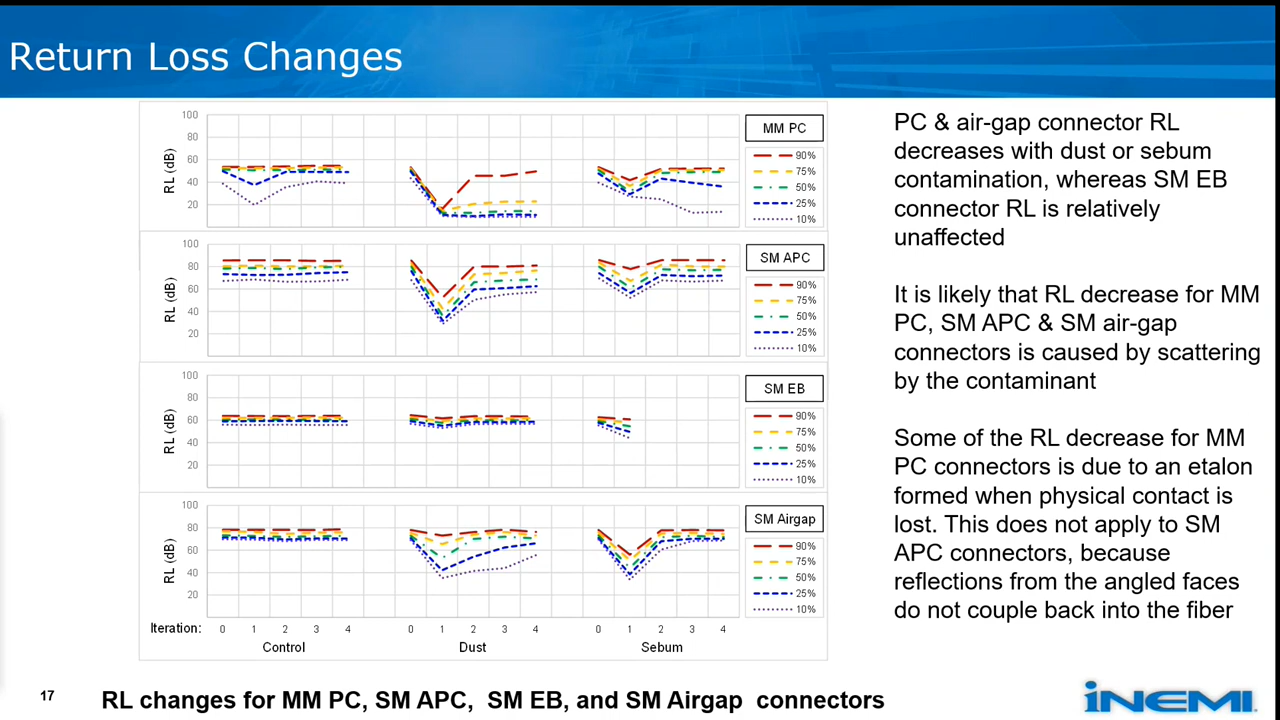 Return Loss Changes
100
80
60
40
20
RL (dB)
MM PC
90%
75%
50%
25%
10%
100
80
60
40
20
RL (dB)
SM APC
90%
75%
50%
25%
10%
100
80
60
40
20
RL (dB)
SM EB
90%
75%
50%
25%
10%
100
80
60
40
20
RL (dB)
SM Airgap
90%
75%
50%
25%
10%
Iteration: 0 1 2 3 4 0 1 2 3 4 0 1 2 3 4
Control Dust Sebum
PC & air-gap connector RL
decreases with dust or sebum
contamination, whereas SM EB
connector RL is relatively
unaffected
It is likely that RL decrease for MM
PC, SM APC & SM air-gap
connectors is caused by scattering
by the contaminant
Some of the RL decrease for MM
PC connectors is due to an etalon
formed when physical contact is
lost. This does not apply to SM
APC connectors, because
reflections from the angled faces
do not couple back into the fiber
17
RL changes for MM PC, SM APC, SM EB, and SM Airgap connectors
iNEMI